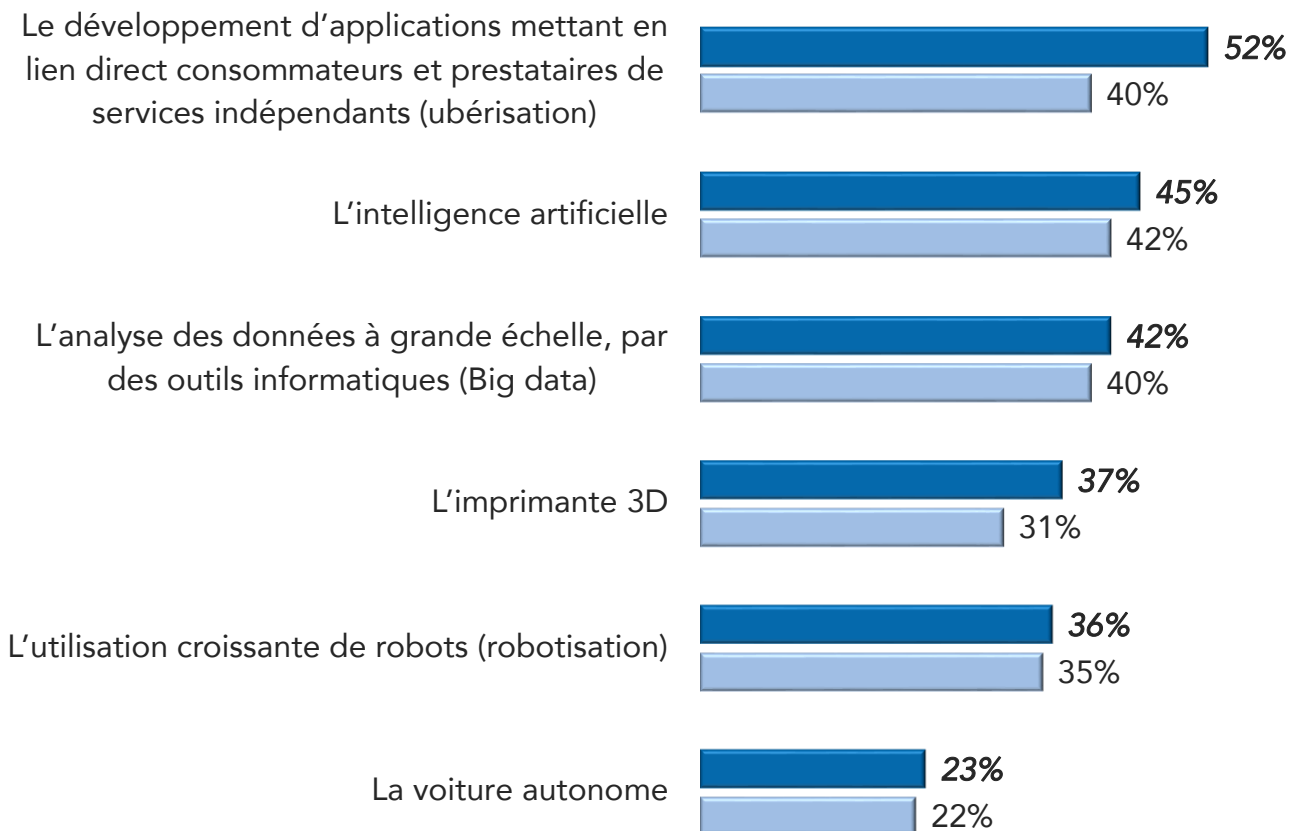 Le développement d’applications mettant en
lien direct consommateurs et prestataires de
services indépendants (ubérisation)
52%
40%
L’intelligence artificielle
45%
42%
L’analyse des données à grande échelle, par
des outils informatiques (Big data)
42%
40%
L’imprimante 3D
37%
31%
L’utilisation croissante de robots (robotisation)
36%
35%
La voiture autonome
23%
22%